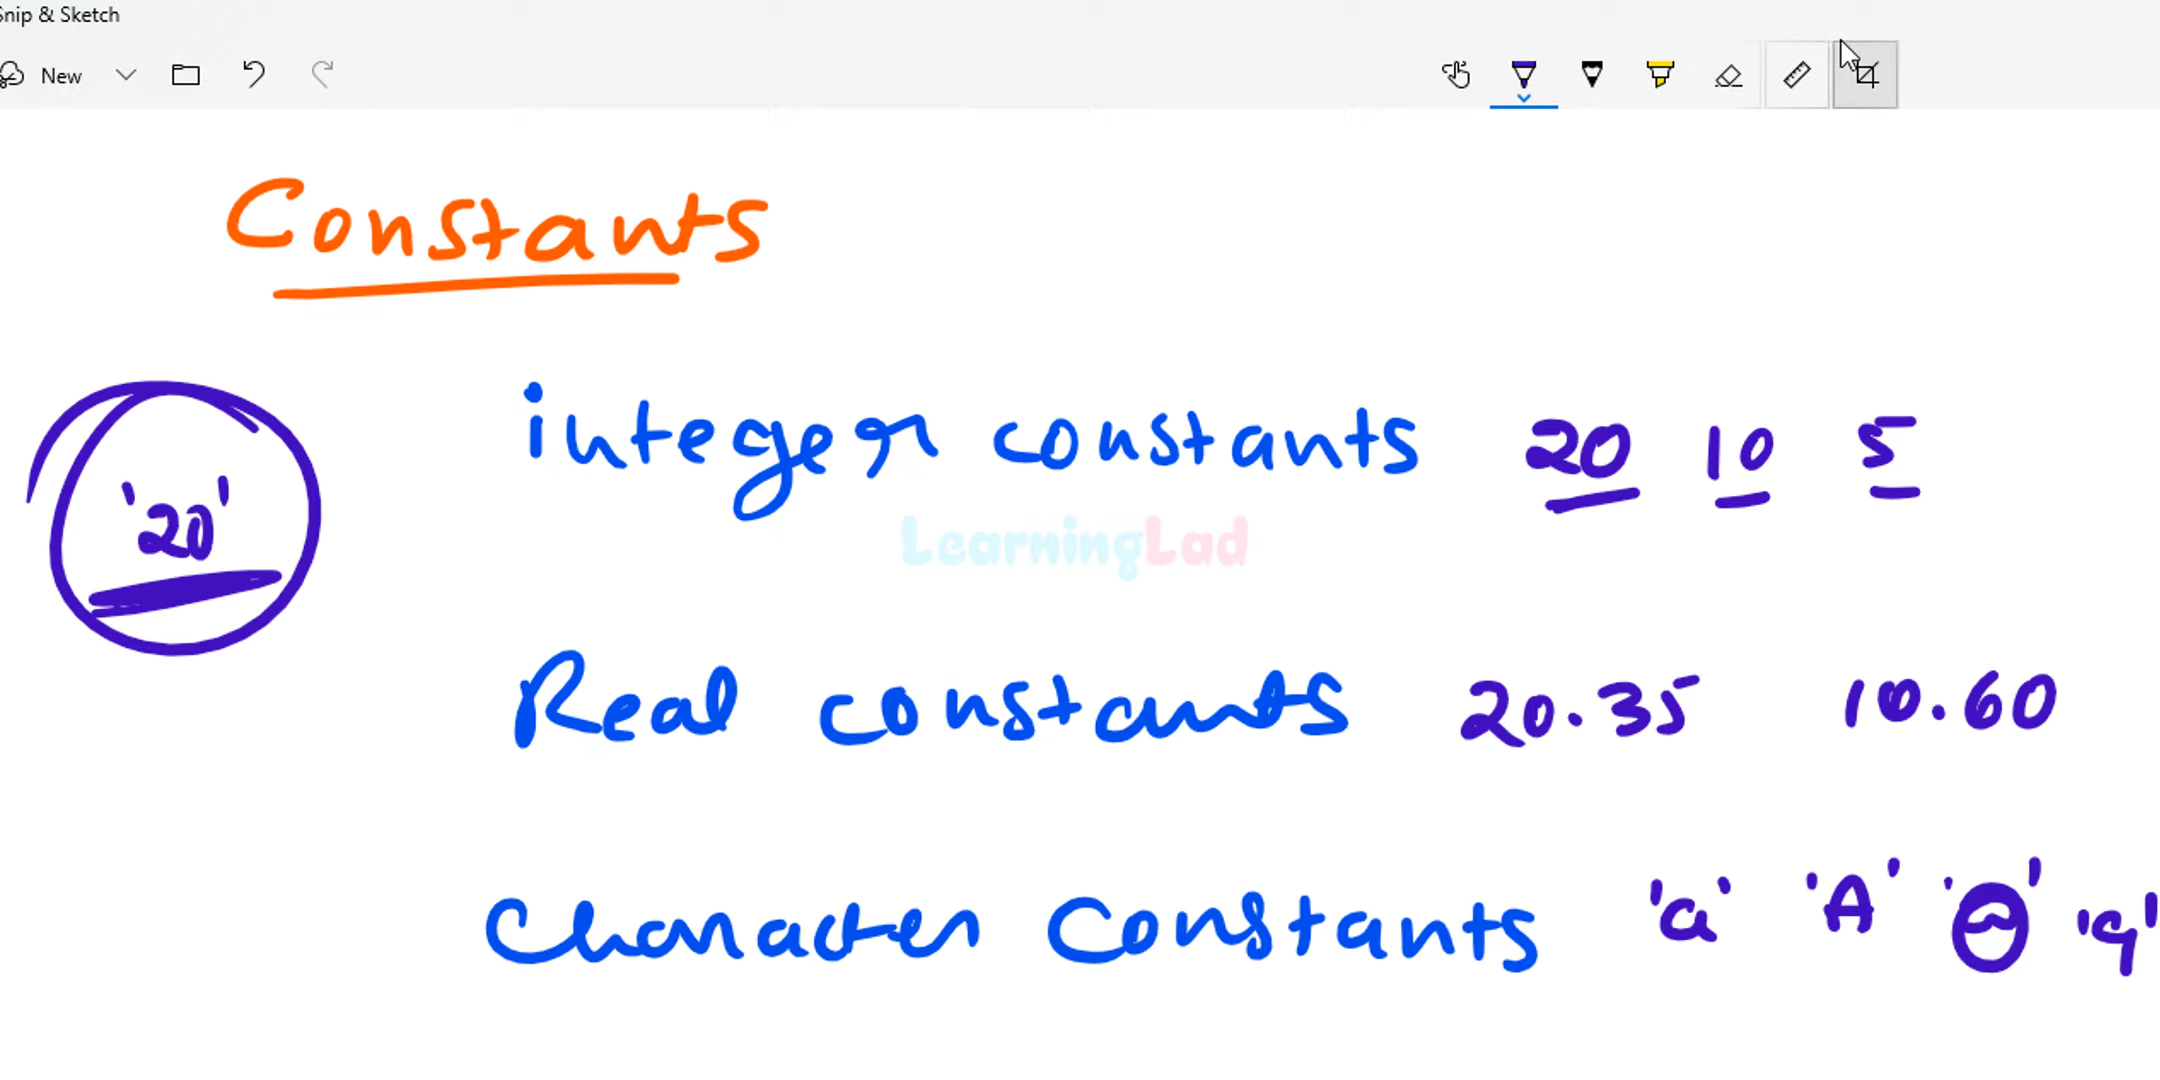 Snip & Sketch
New
Constants
integer constants 20 10 5
'20'
LearningLad
Real constants 20.35 10.60
Character Constants 'a' 'A' '9'